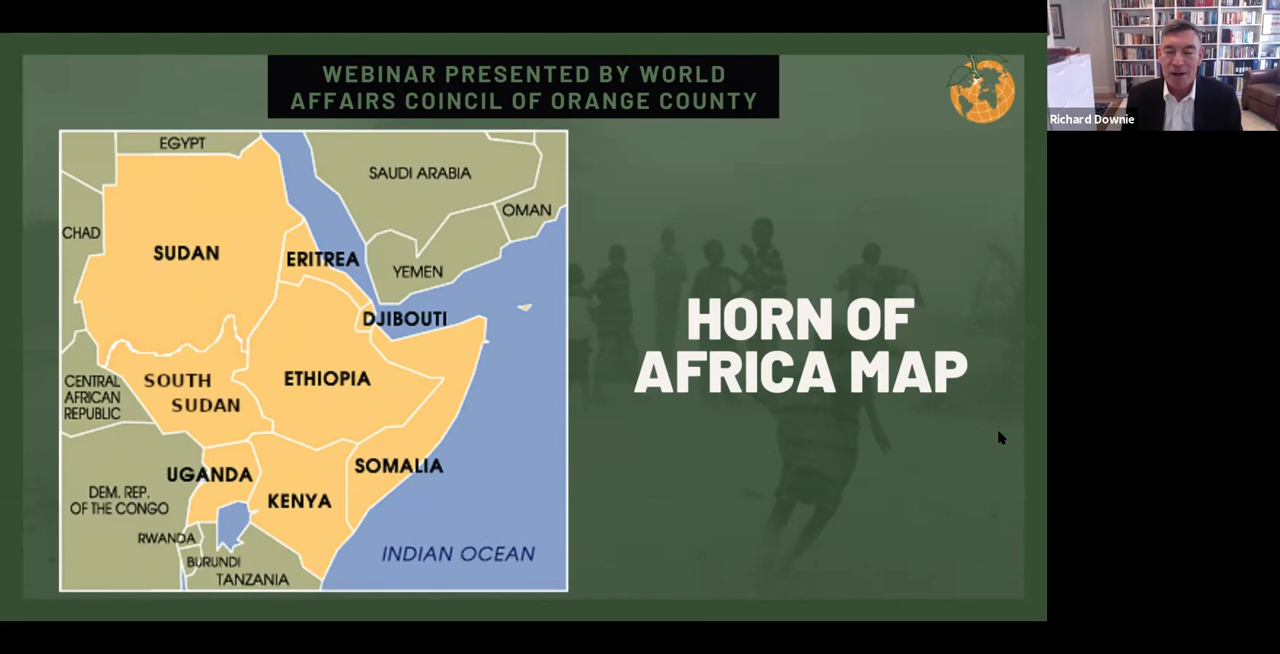 WEBINAR PRESENTED BY WORLD
AFFAIRS COINCIL OF ORANGE COUNTY
Richard Downie
EGYPT
SAUDI ARABIA
OMAN
CHAD
SUDAN
ERITREA
YEMEN
DJIBOUTI
HORN OF
AFRICA MAP
CENTRAL
AFRICAN
REPUBLIC
SOUTH
SUDAN
ETHIOPIA
UGANDA
SOMALIA
KENYA
DEM. REP.
OF THE CONGO
RWANDA
BURUNDI
TANZANIA
INDIAN OCEAN